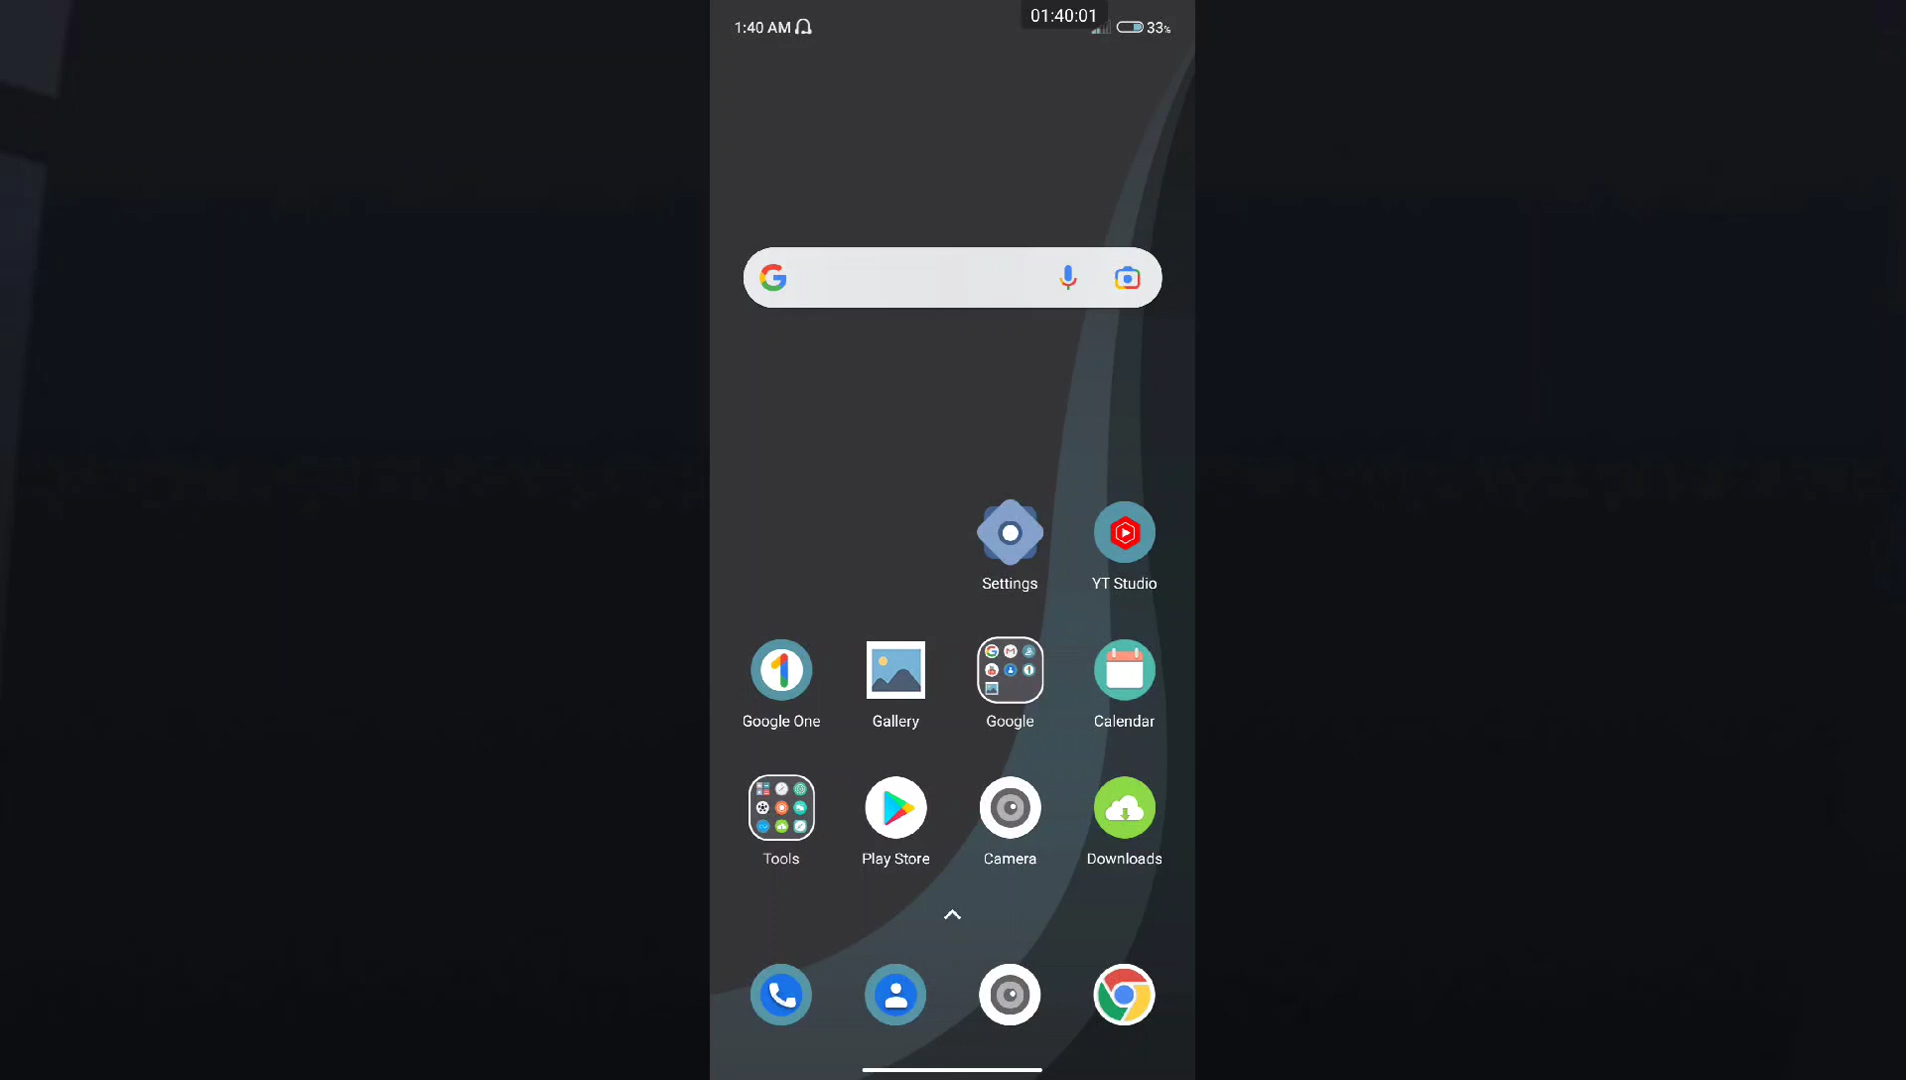 01:40:01
1:40 AM 33%
Settings YT Studio
Google One Gallery Google Calendar
Tools Play Store Camera Downloads